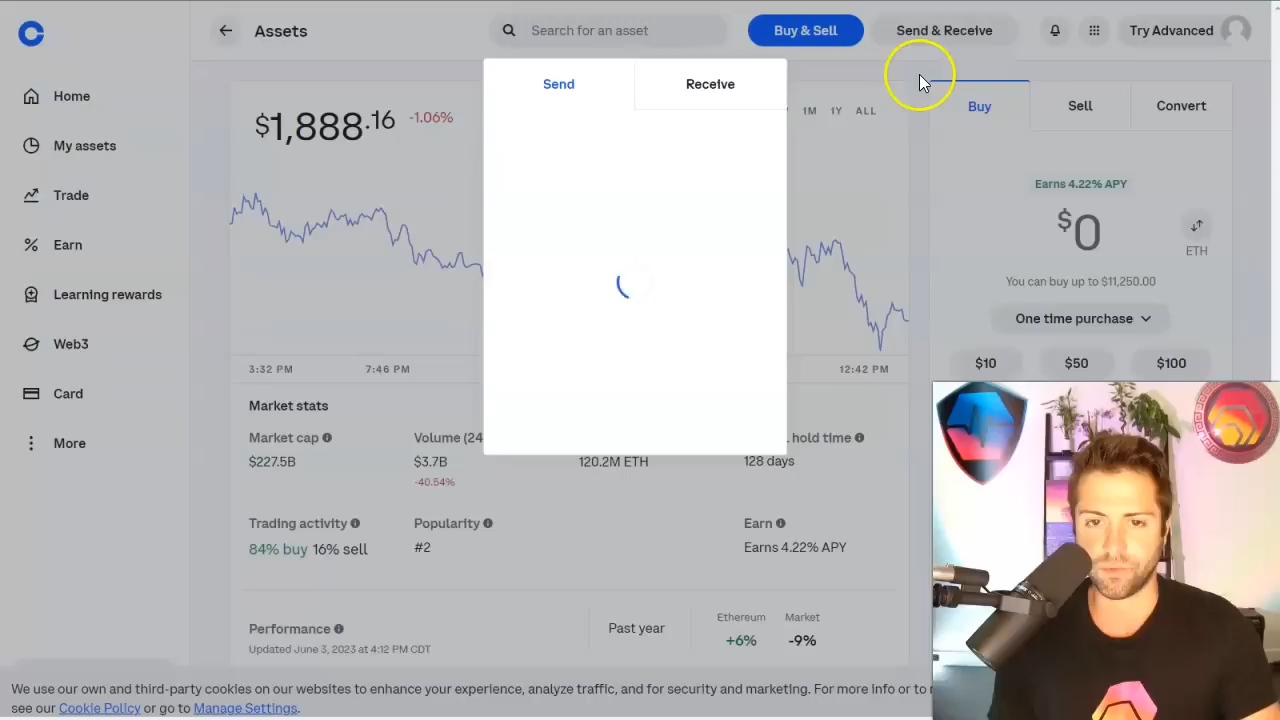 Assets
Search for an asset
Buy & Sell
Send & Receive
Try Advanced
Home
My assets
Trade
Earn
Learning rewards
Web3
Card
More
$1,888.16 -1.06%
1M 1Y ALL
Send
Receive
3:32 PM 7:46 PM 12:42 PM
Market stats
Market cap
$227.5B
Volume (24
$3.7B
-40.54%
120.2M ETH
hold time
128 days
Trading activity
84% buy 16% sell
Popularity
#2
Earn
Earns 4.22% APY
Performance
Updated June 3, 2023 at 4:12 PM CDT
Past year
Ethereum
+6%
Market
-9%
Buy
Sell
Convert
Earns 4.22% APY
$0
ETH
You can buy up to $11,250.00
One time purchase
$10 $50 $100
We use our own and third-party cookies on our websites to enhance your experience, analyze traffic, and for security and marketing. For more info or to
see our Cookie Policy or go to Manage Settings.